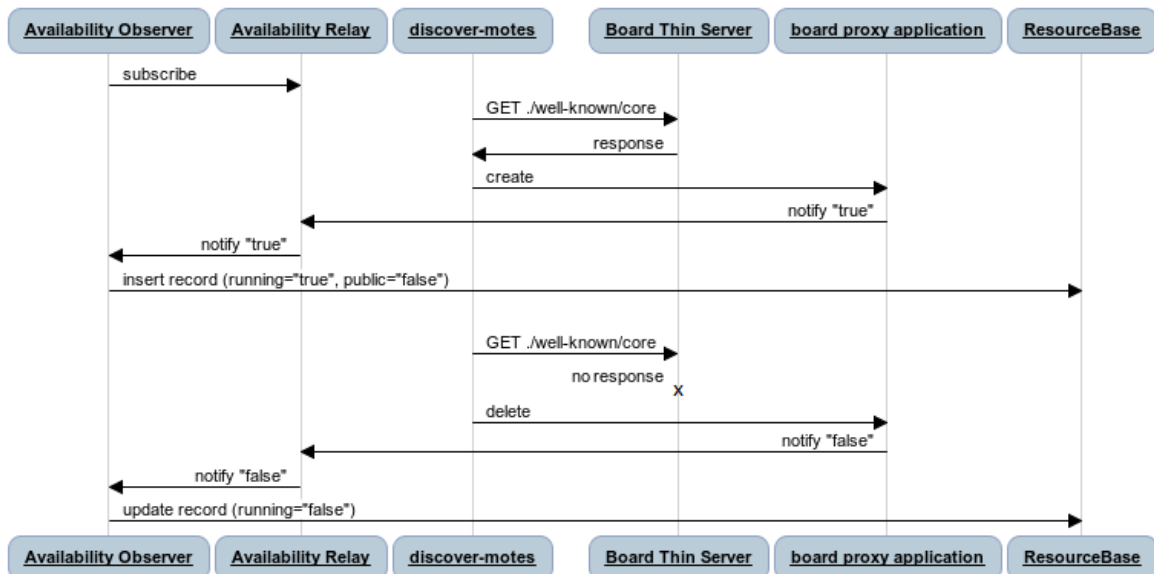 Availability Observer Availability Relay discover-motes Board Thin Server board proxy application ResourceBase
subscribe
GET ./well-known/core
response
create
notify "true"
notify "true"
insert record (running="true", public="false")
GET ./well-known/core
no response
X
delete
notify "false"
notify "false"
update record (running="false")
Availability Observer Availability Relay discover-motes Board Thin Server board proxy application ResourceBase